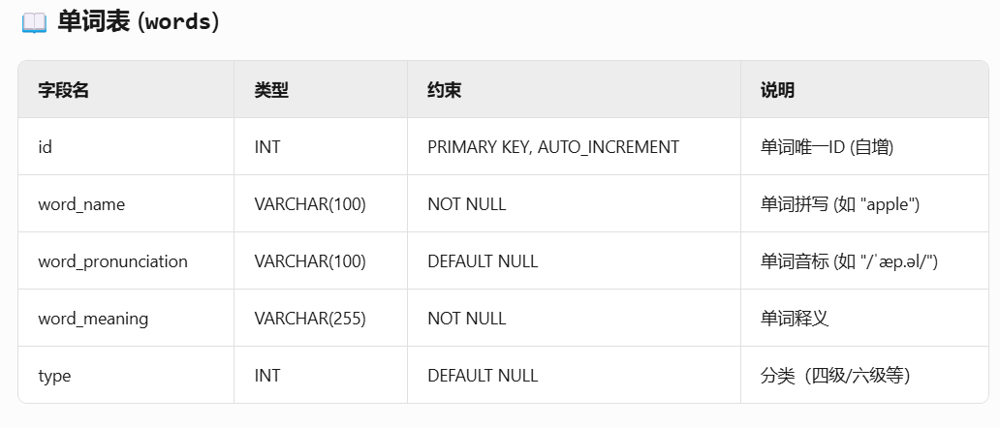 📖 单词表 (words)
字段名 类型 约束 说明
id INT PRIMARY KEY, AUTO_INCREMENT 单词唯一ID (自增)
word_name VARCHAR(100) NOT NULL 单词拼写 (如 "apple")
word_pronunciation VARCHAR(100) DEFAULT NULL 单词音标 (如 "/ˈæp.əl/")
word_meaning VARCHAR(255) NOT NULL 单词释义
type INT DEFAULT NULL 分类（四级/六级等）